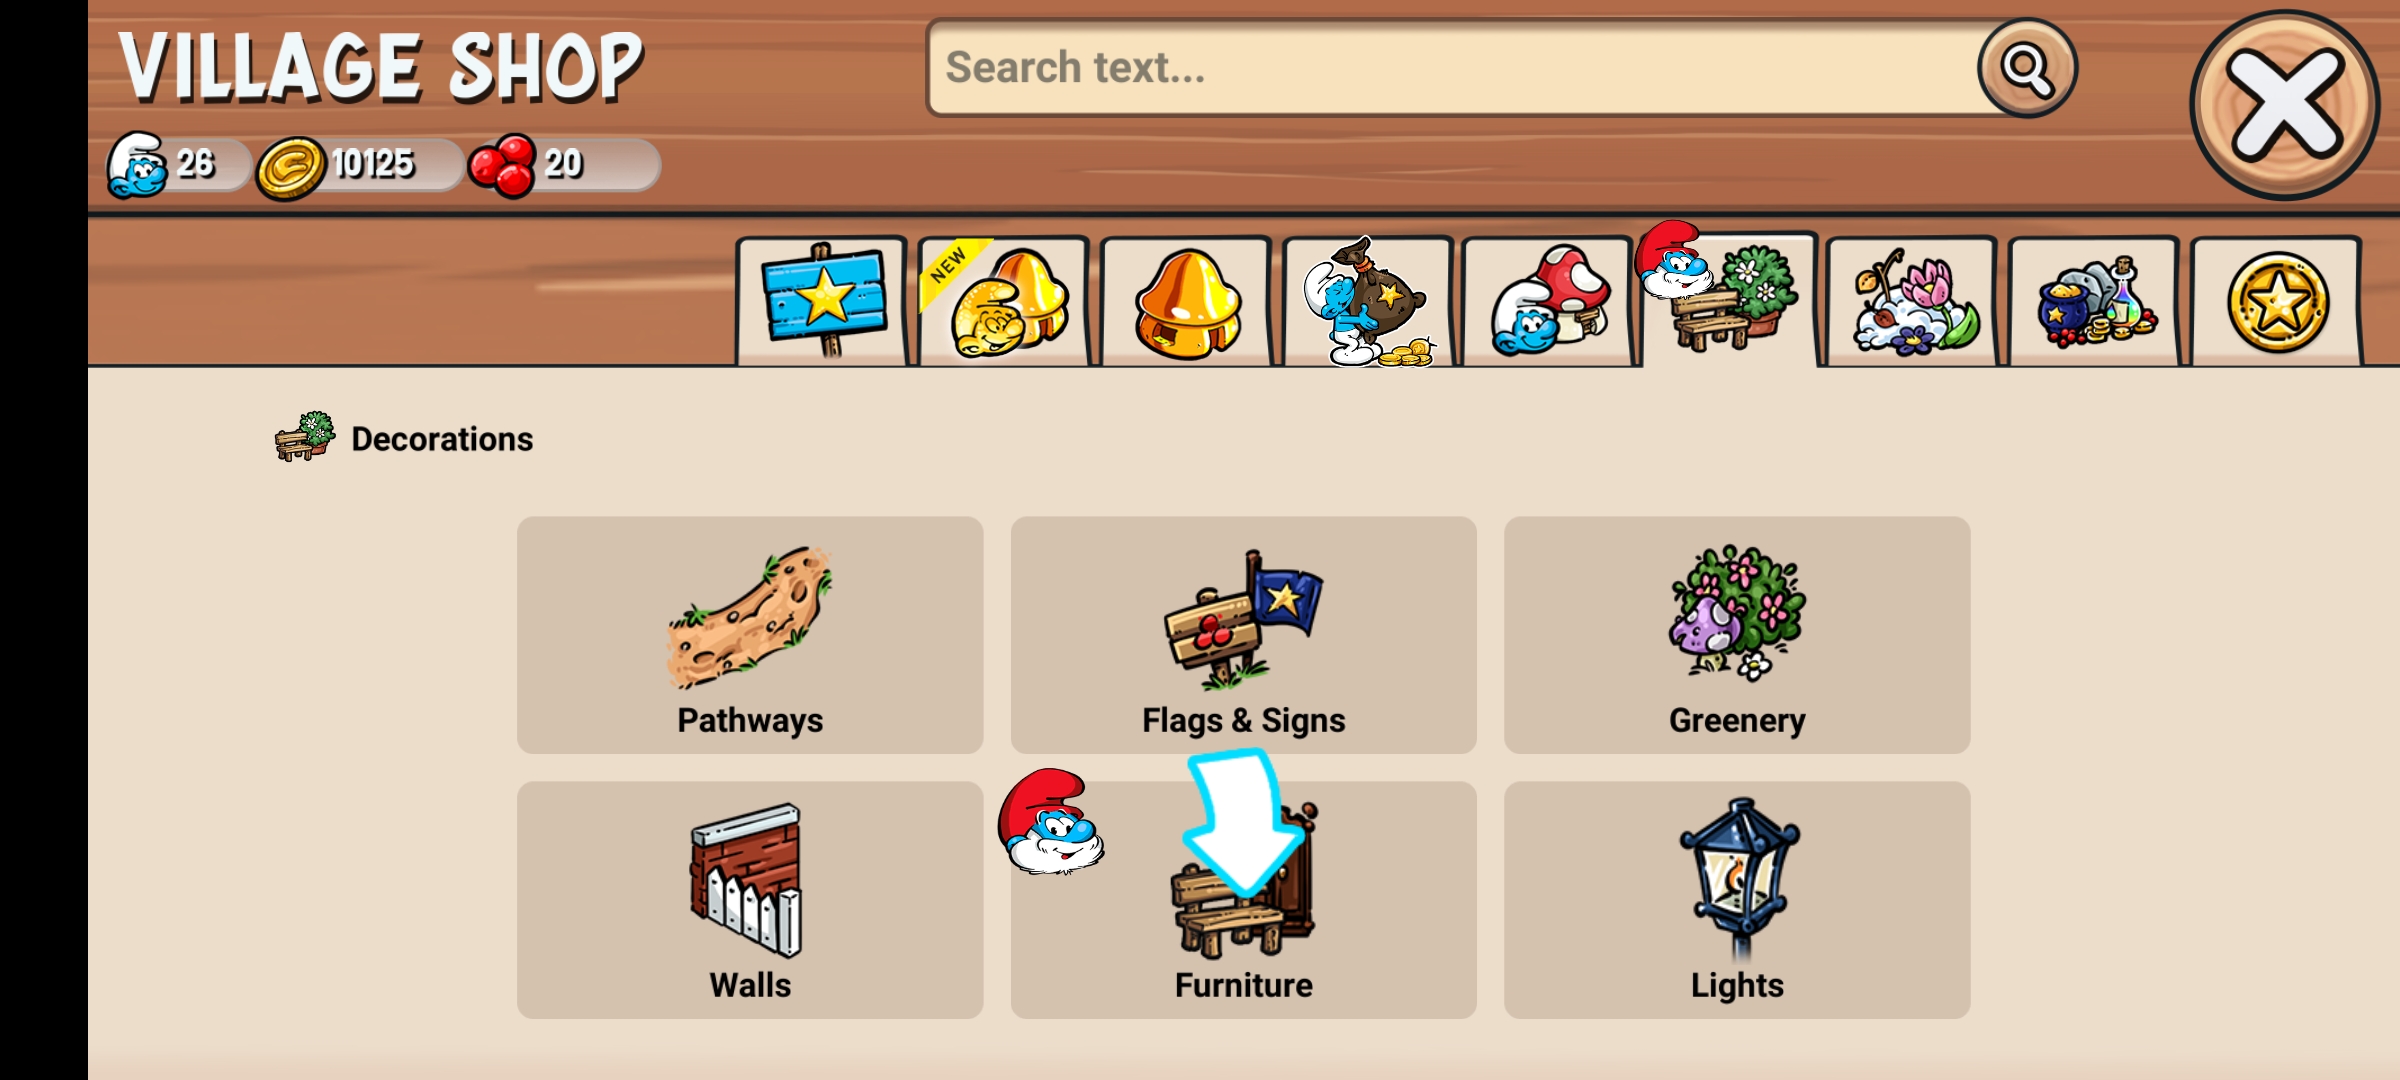 VILLAGE SHOP
Search text...
26
10125
20
NEW
Decorations
Pathways
Flags & Signs
Greenery
Walls
Furniture
Lights